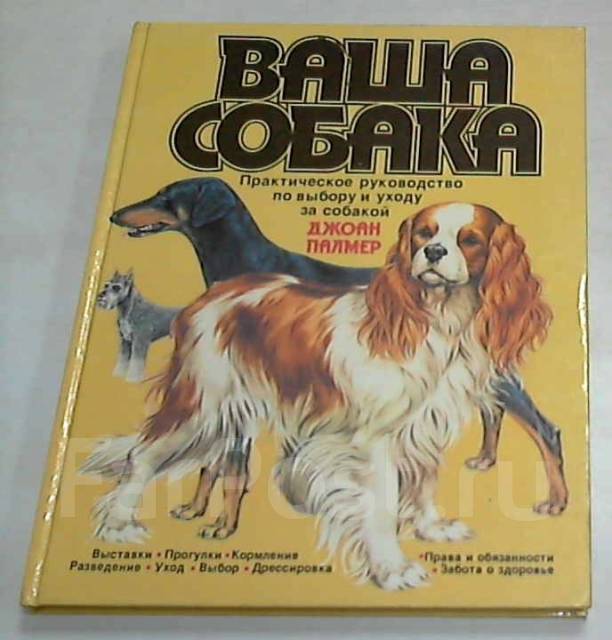 ВАША
СОБАКА
Практическое руководство
по выбору и уходу
за собакой
ДЖОАН
ПАЛМЕР
Выставки • Прогулки • Кормление
Разведение • Уход • Выбор • Дрессировка
• Права и обязанности
• Забота о здоровье
FarPost.ru